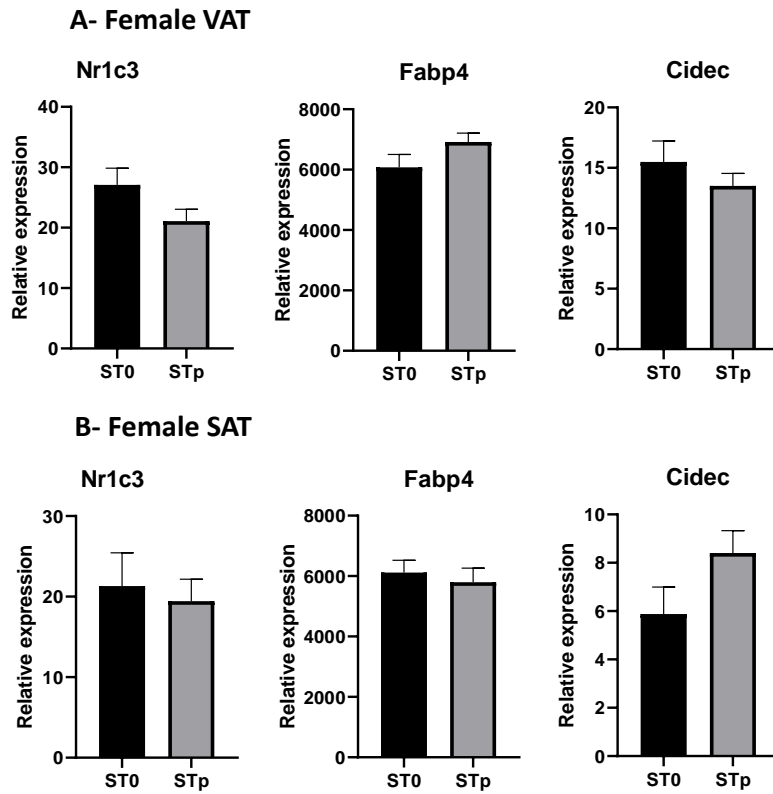 A- Female VAT
Nr1c3
Fabp4
Cidec
Relative expression
40
30
20
10
0
ST0 STp
Relative expression
8000
6000
4000
2000
0
ST0 STp
Relative expression
20
15
10
5
0
ST0 STp
B- Female SAT
Nr1c3
Fabp4
Cidec
Relative expression
30
20
10
0
ST0 STp
Relative expression
8000
6000
4000
2000
0
ST0 STp
Relative expression
10
8
6
4
2
0
ST0 STp